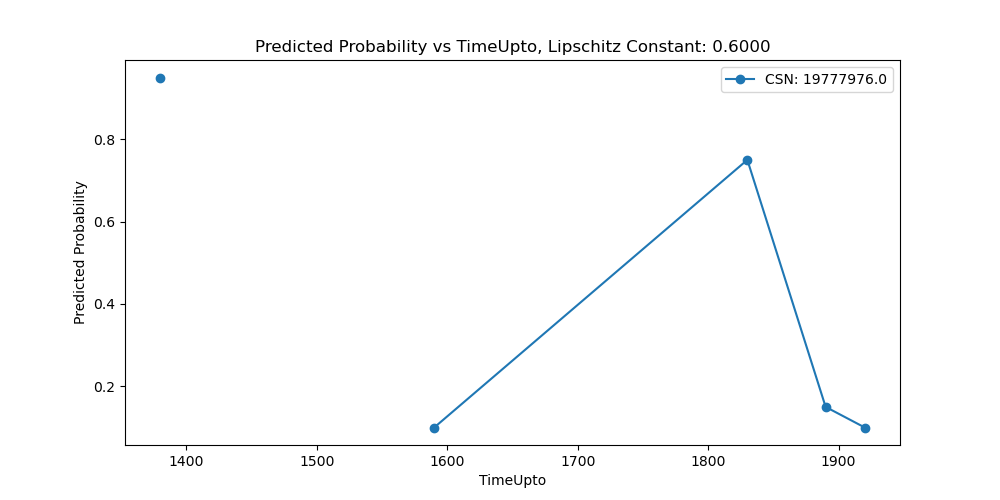 Predicted Probability vs TimeUpto, Lipschitz Constant: 0.6000
CSN: 19777976.0
Predicted Probability
0.8
0.6
0.4
0.2
1400 1500 1600 1700 1800 1900
TimeUpto